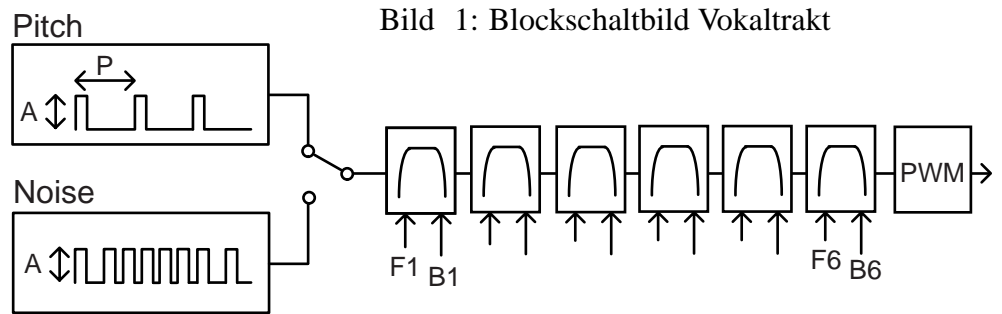 Bild 1: Blockschaltbild Vokaltrakt
Pitch
P
A
Noise
A
F1 B1
F6 B6
PWM